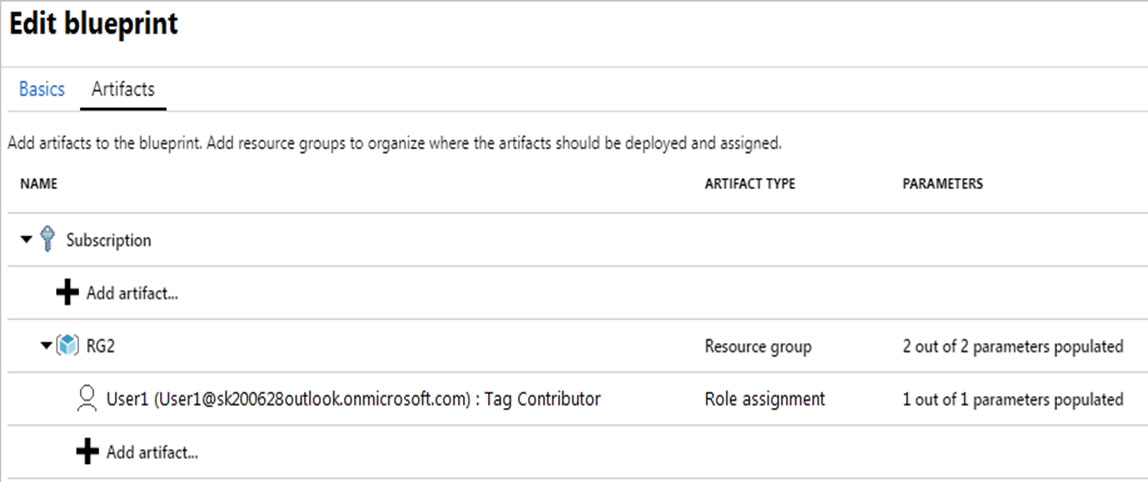 Edit blueprint
Basics Artifacts
Add artifacts to the blueprint. Add resource groups to organize where the artifacts should be deployed and assigned.
NAME ARTIFACT TYPE PARAMETERS
Subscription
Add artifact...
RG2 Resource group 2 out of 2 parameters populated
User1 (User1@sk200628outlook.onmicrosoft.com) : Tag Contributor Role assignment 1 out of 1 parameters populated
Add artifact...